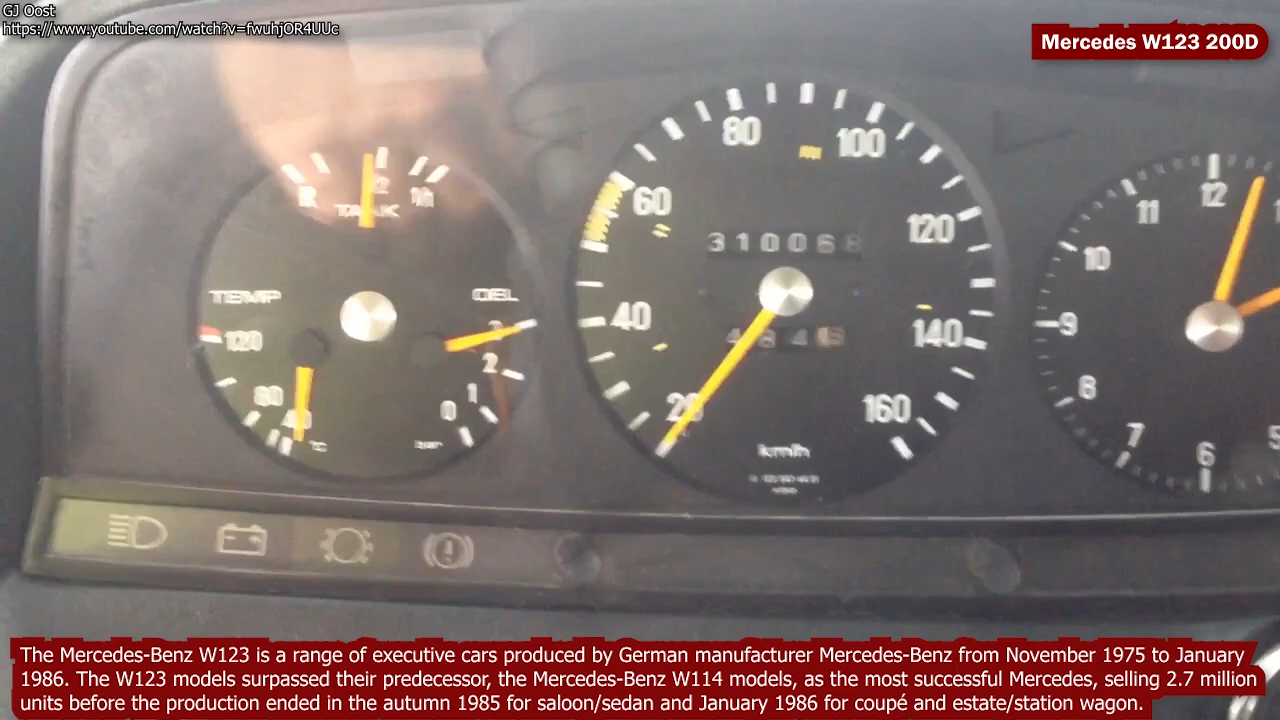 GJ Oost
https://www.youtube.com/watch?v=fwuhjOR4UUc
Mercedes W123 200D
R 1/1
TEMP OEL
120 3
80 2
40 1
°C 0
bar
80 100
60 120
310068
40 140
20 160
km/h
11 12
10
9
8
7 6 5
The Mercedes-Benz W123 is a range of executive cars produced by German manufacturer Mercedes-Benz from November 1975 to January
1986. The W123 models surpassed their predecessor, the Mercedes-Benz W114 models, as the most successful Mercedes, selling 2.7 million
units before the production ended in the autumn 1985 for saloon/sedan and January 1986 for coupé and estate/station wagon.